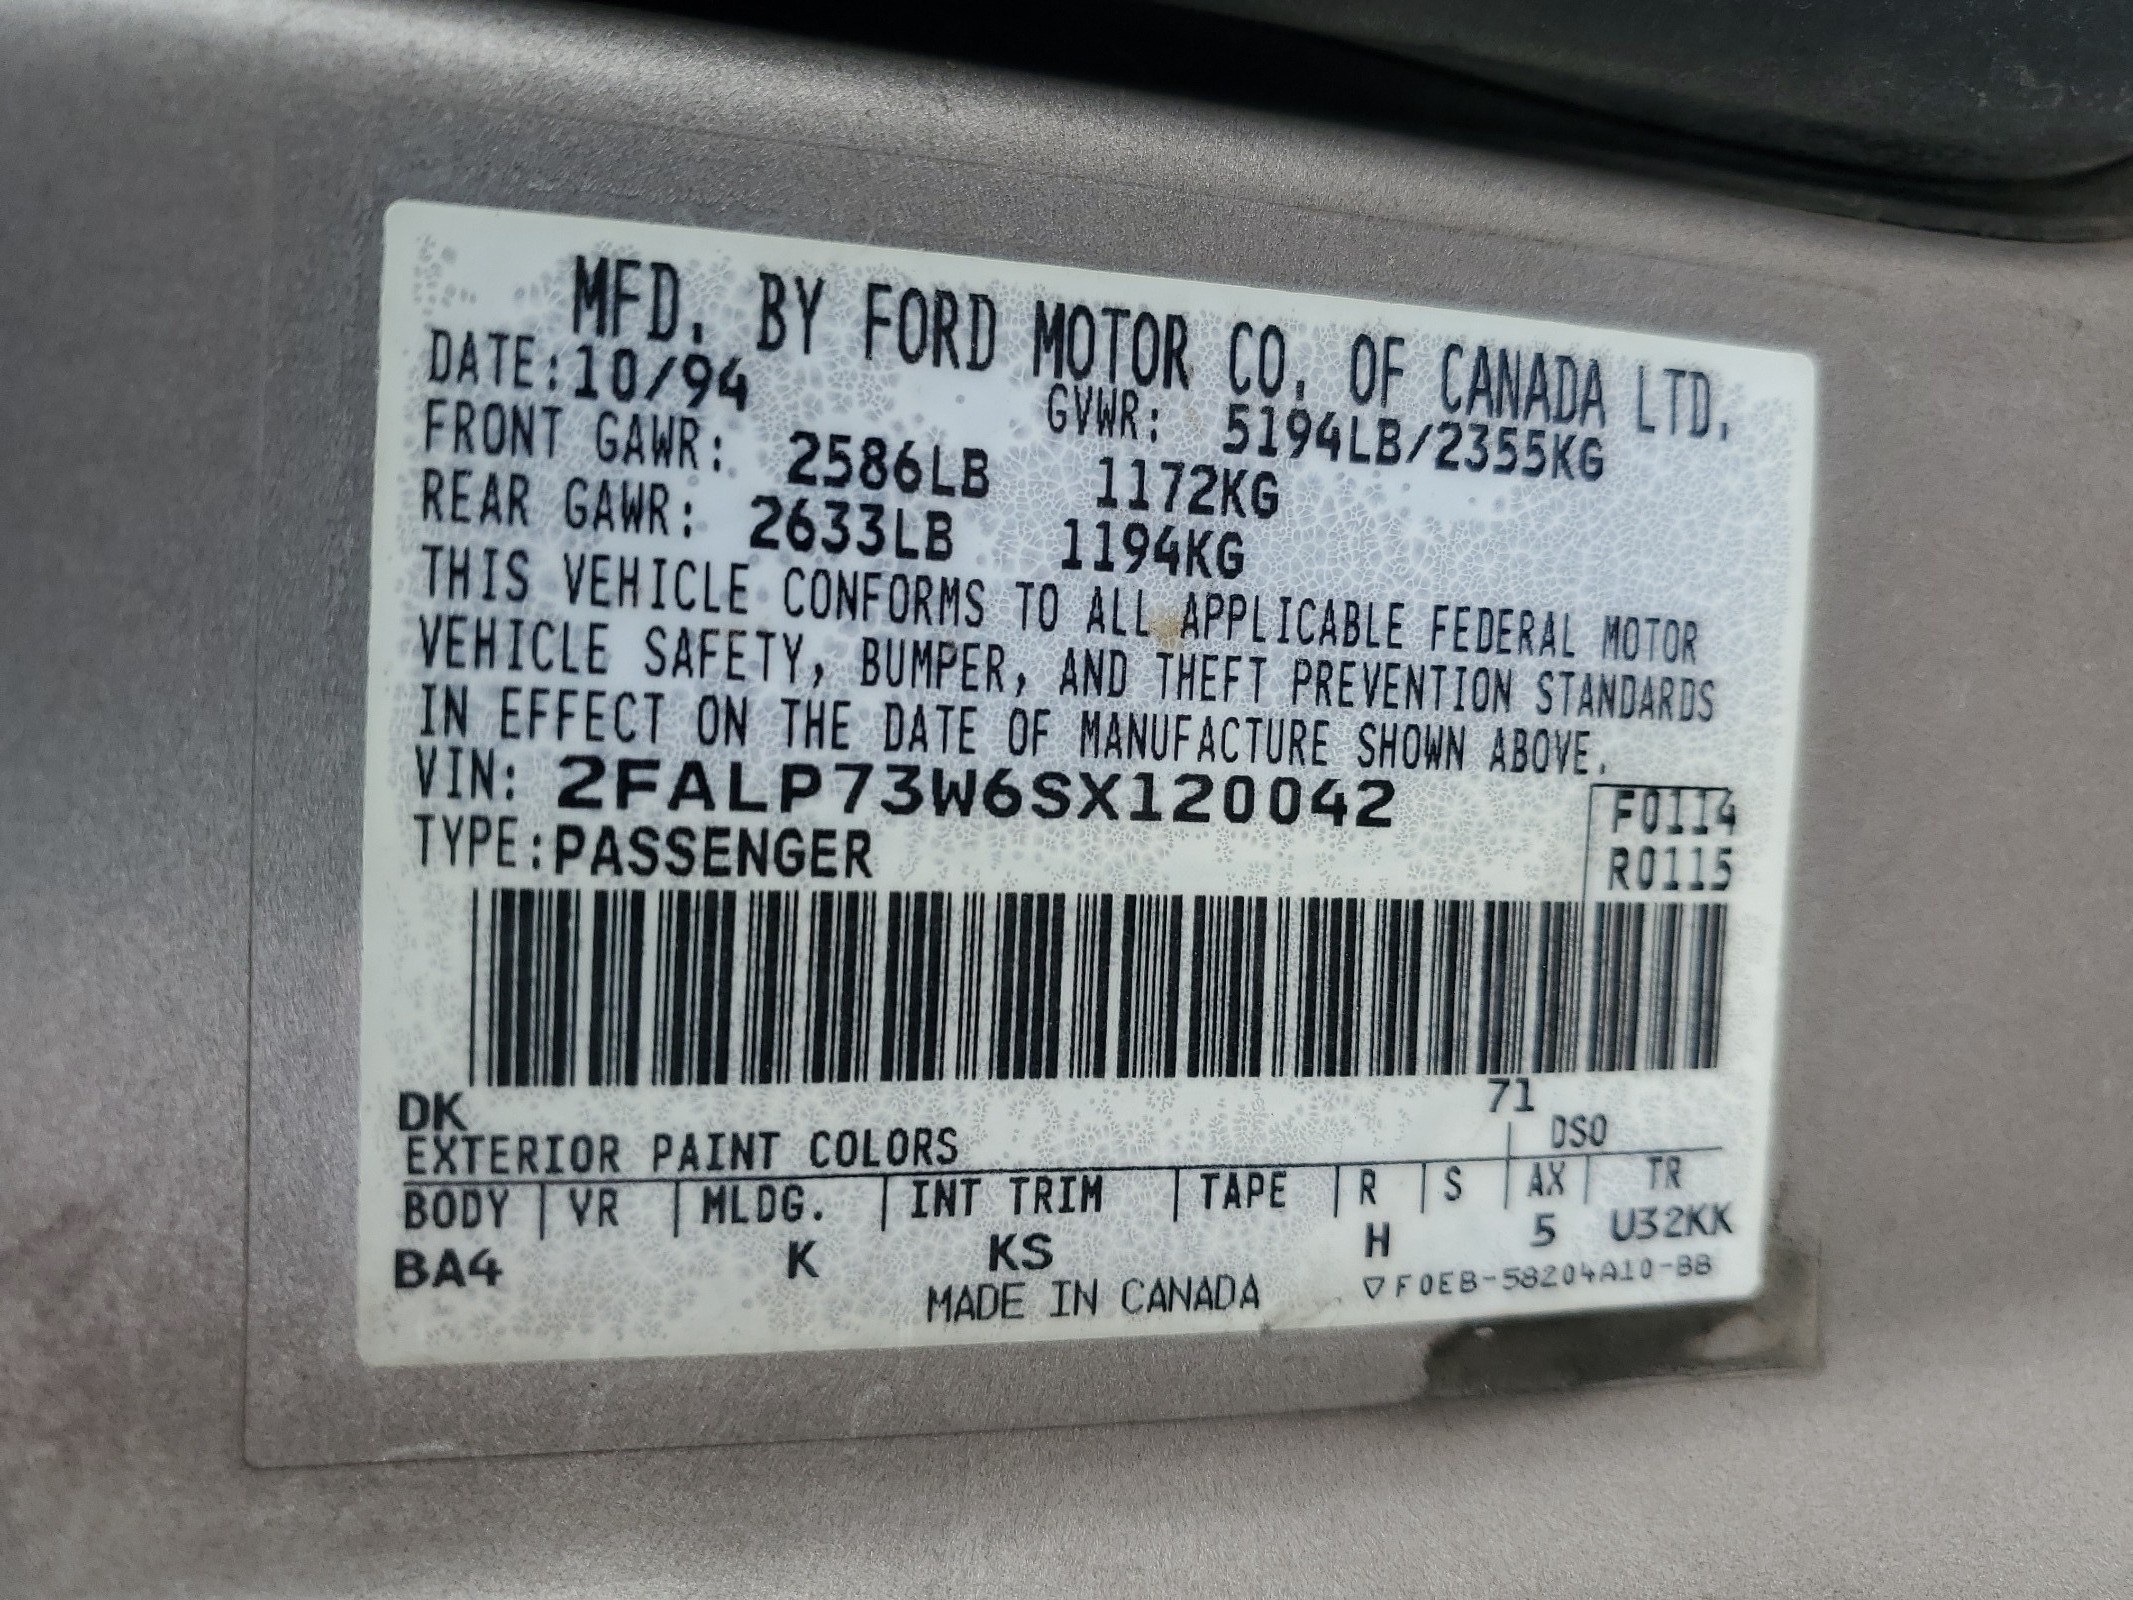 MFD. BY FORD MOTOR CO. OF CANADA LTD.
DATE:10/94 GVWR: 5194LB/2355KG
FRONT GAWR: 2586LB 1172KG
REAR GAWR: 2633LB 1194KG
THIS VEHICLE CONFORMS TO ALL APPLICABLE FEDERAL MOTOR
VEHICLE SAFETY, BUMPER, AND THEFT PREVENTION STANDARDS
IN EFFECT ON THE DATE OF MANUFACTURE SHOWN ABOVE.
VIN: 2FALP73W6SX120042 F0114
TYPE:PASSENGER R0115
DK 71
EXTERIOR PAINT COLORS DSO
BODY VR MLDG. INT TRIM TAPE R S AX TR
BA4 K KS H 5 U32KK
MADE IN CANADA ▽F0EB-58204A10-BB